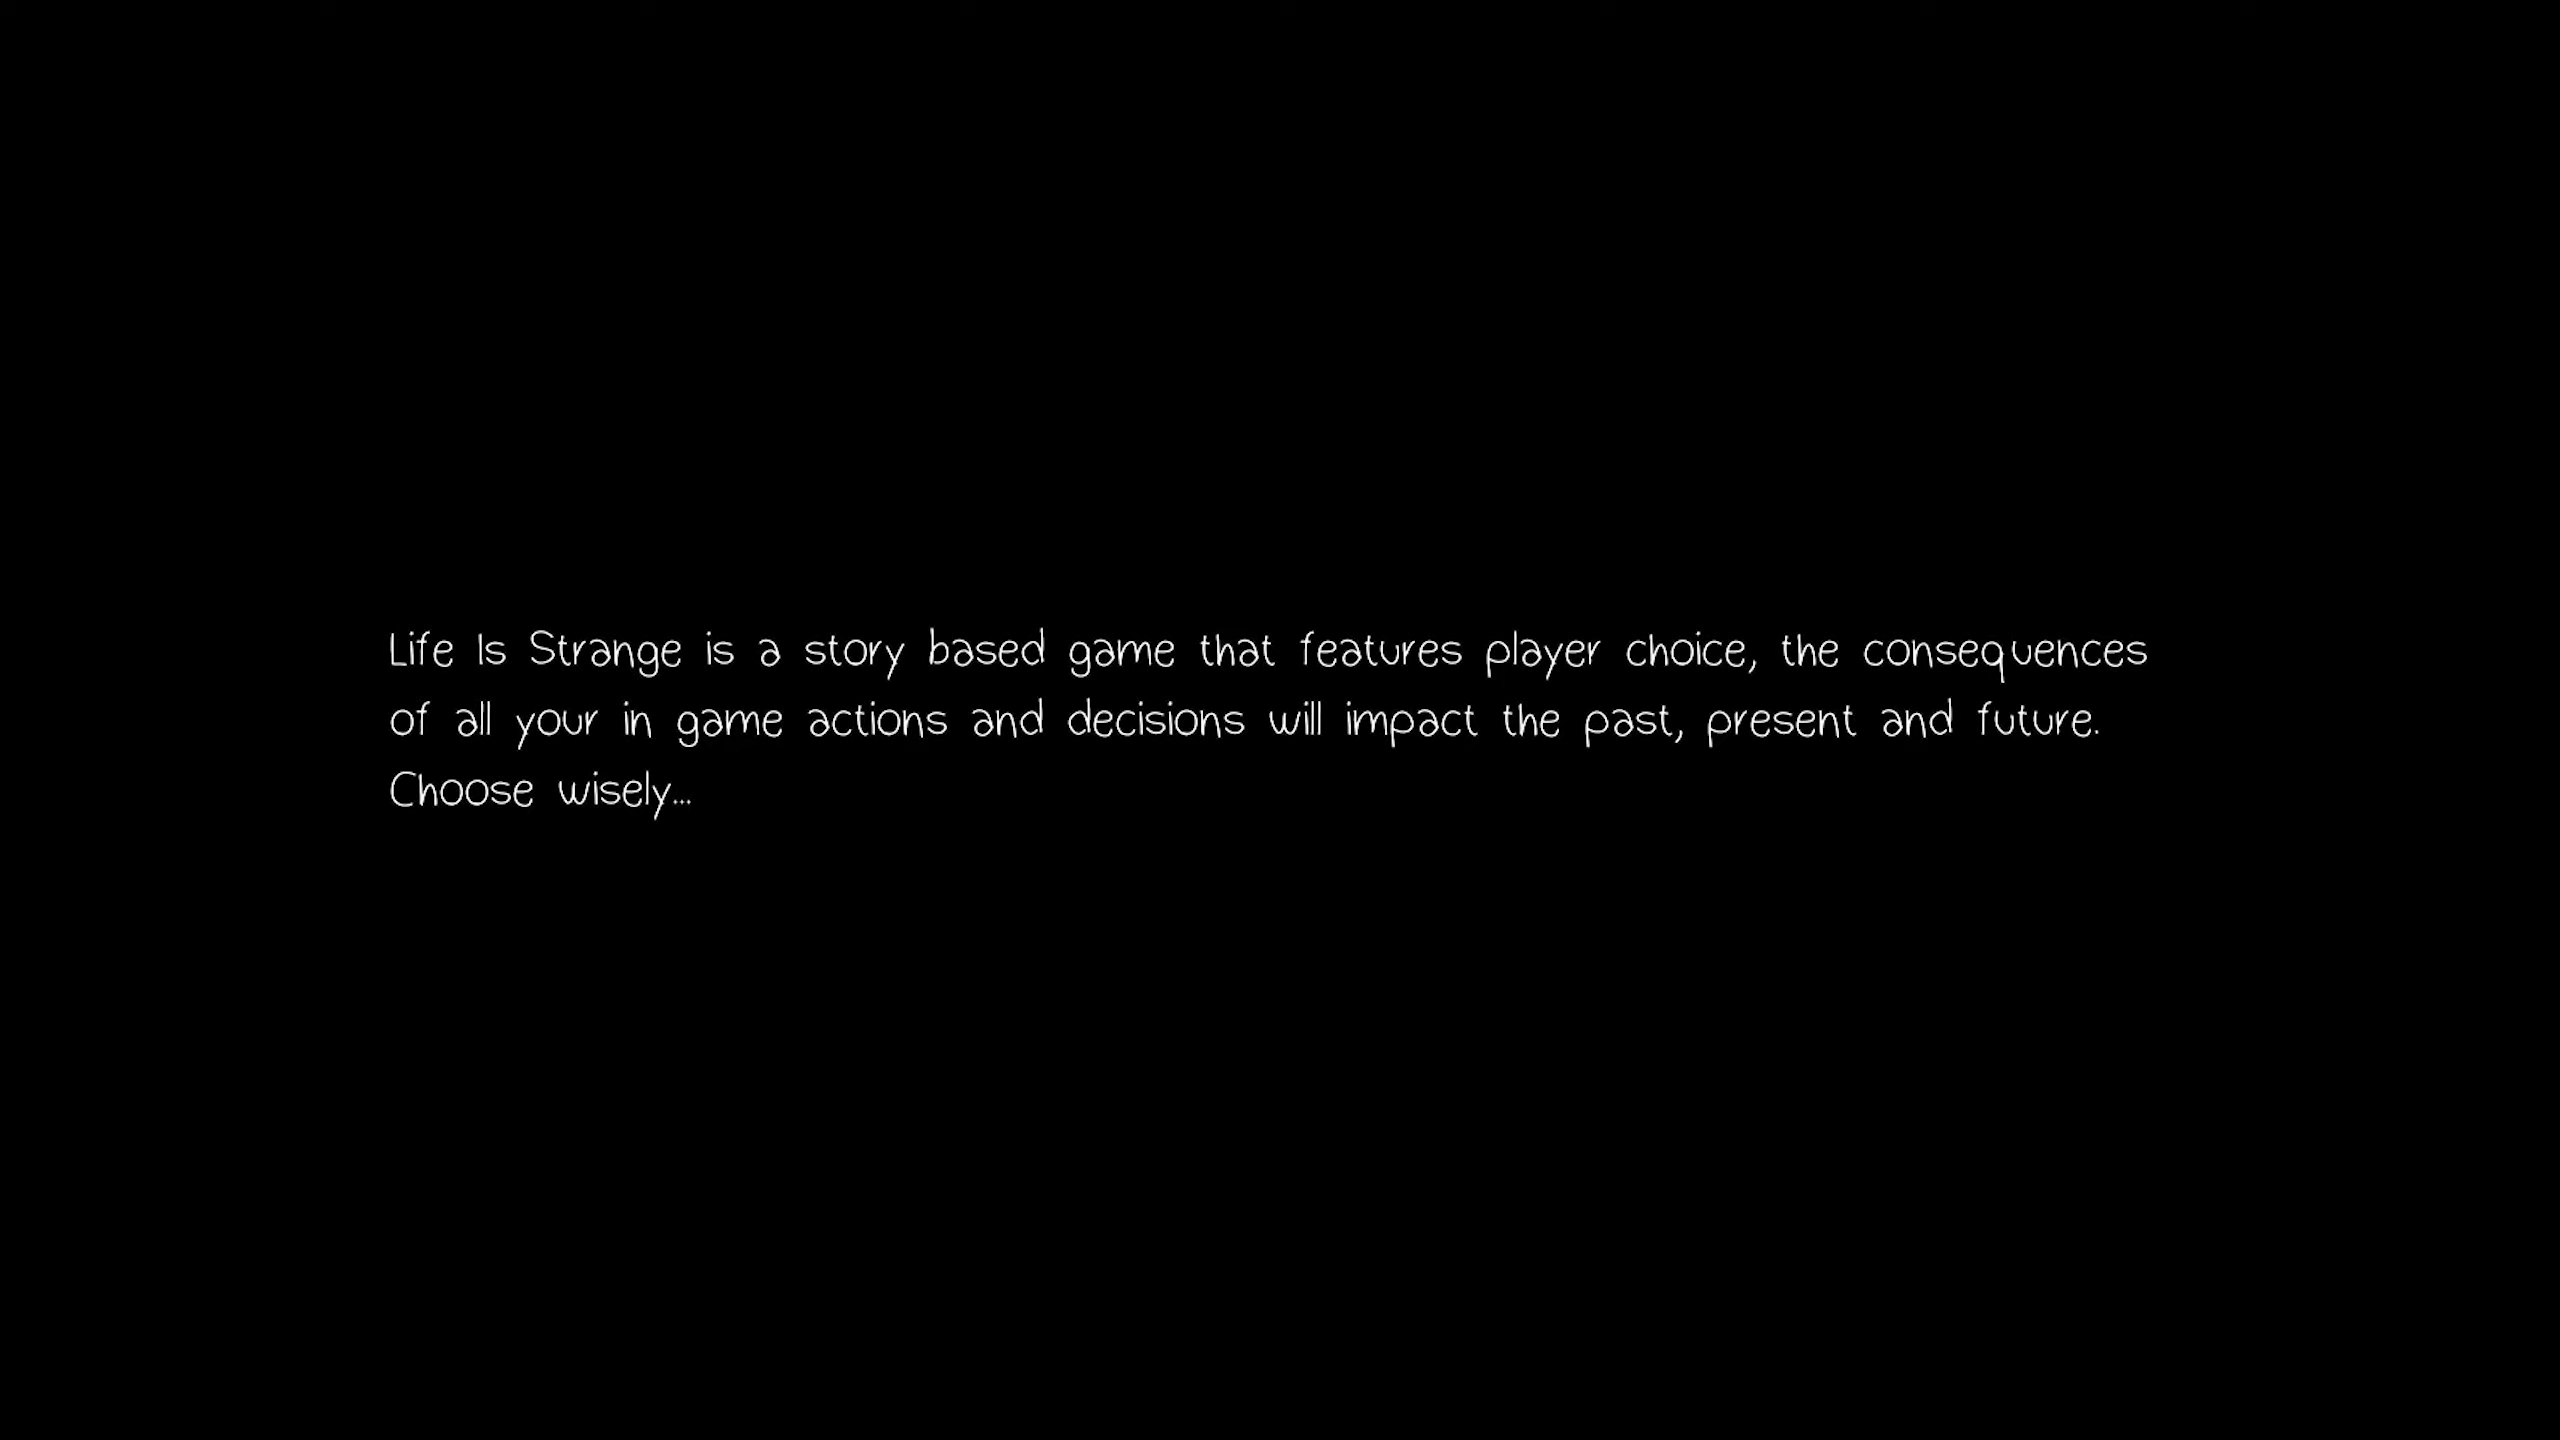 Life Is Strange is a story based game that features player choice, the consequences
of all your in game actions and decisions will impact the past, present and future.
Choose wisely...